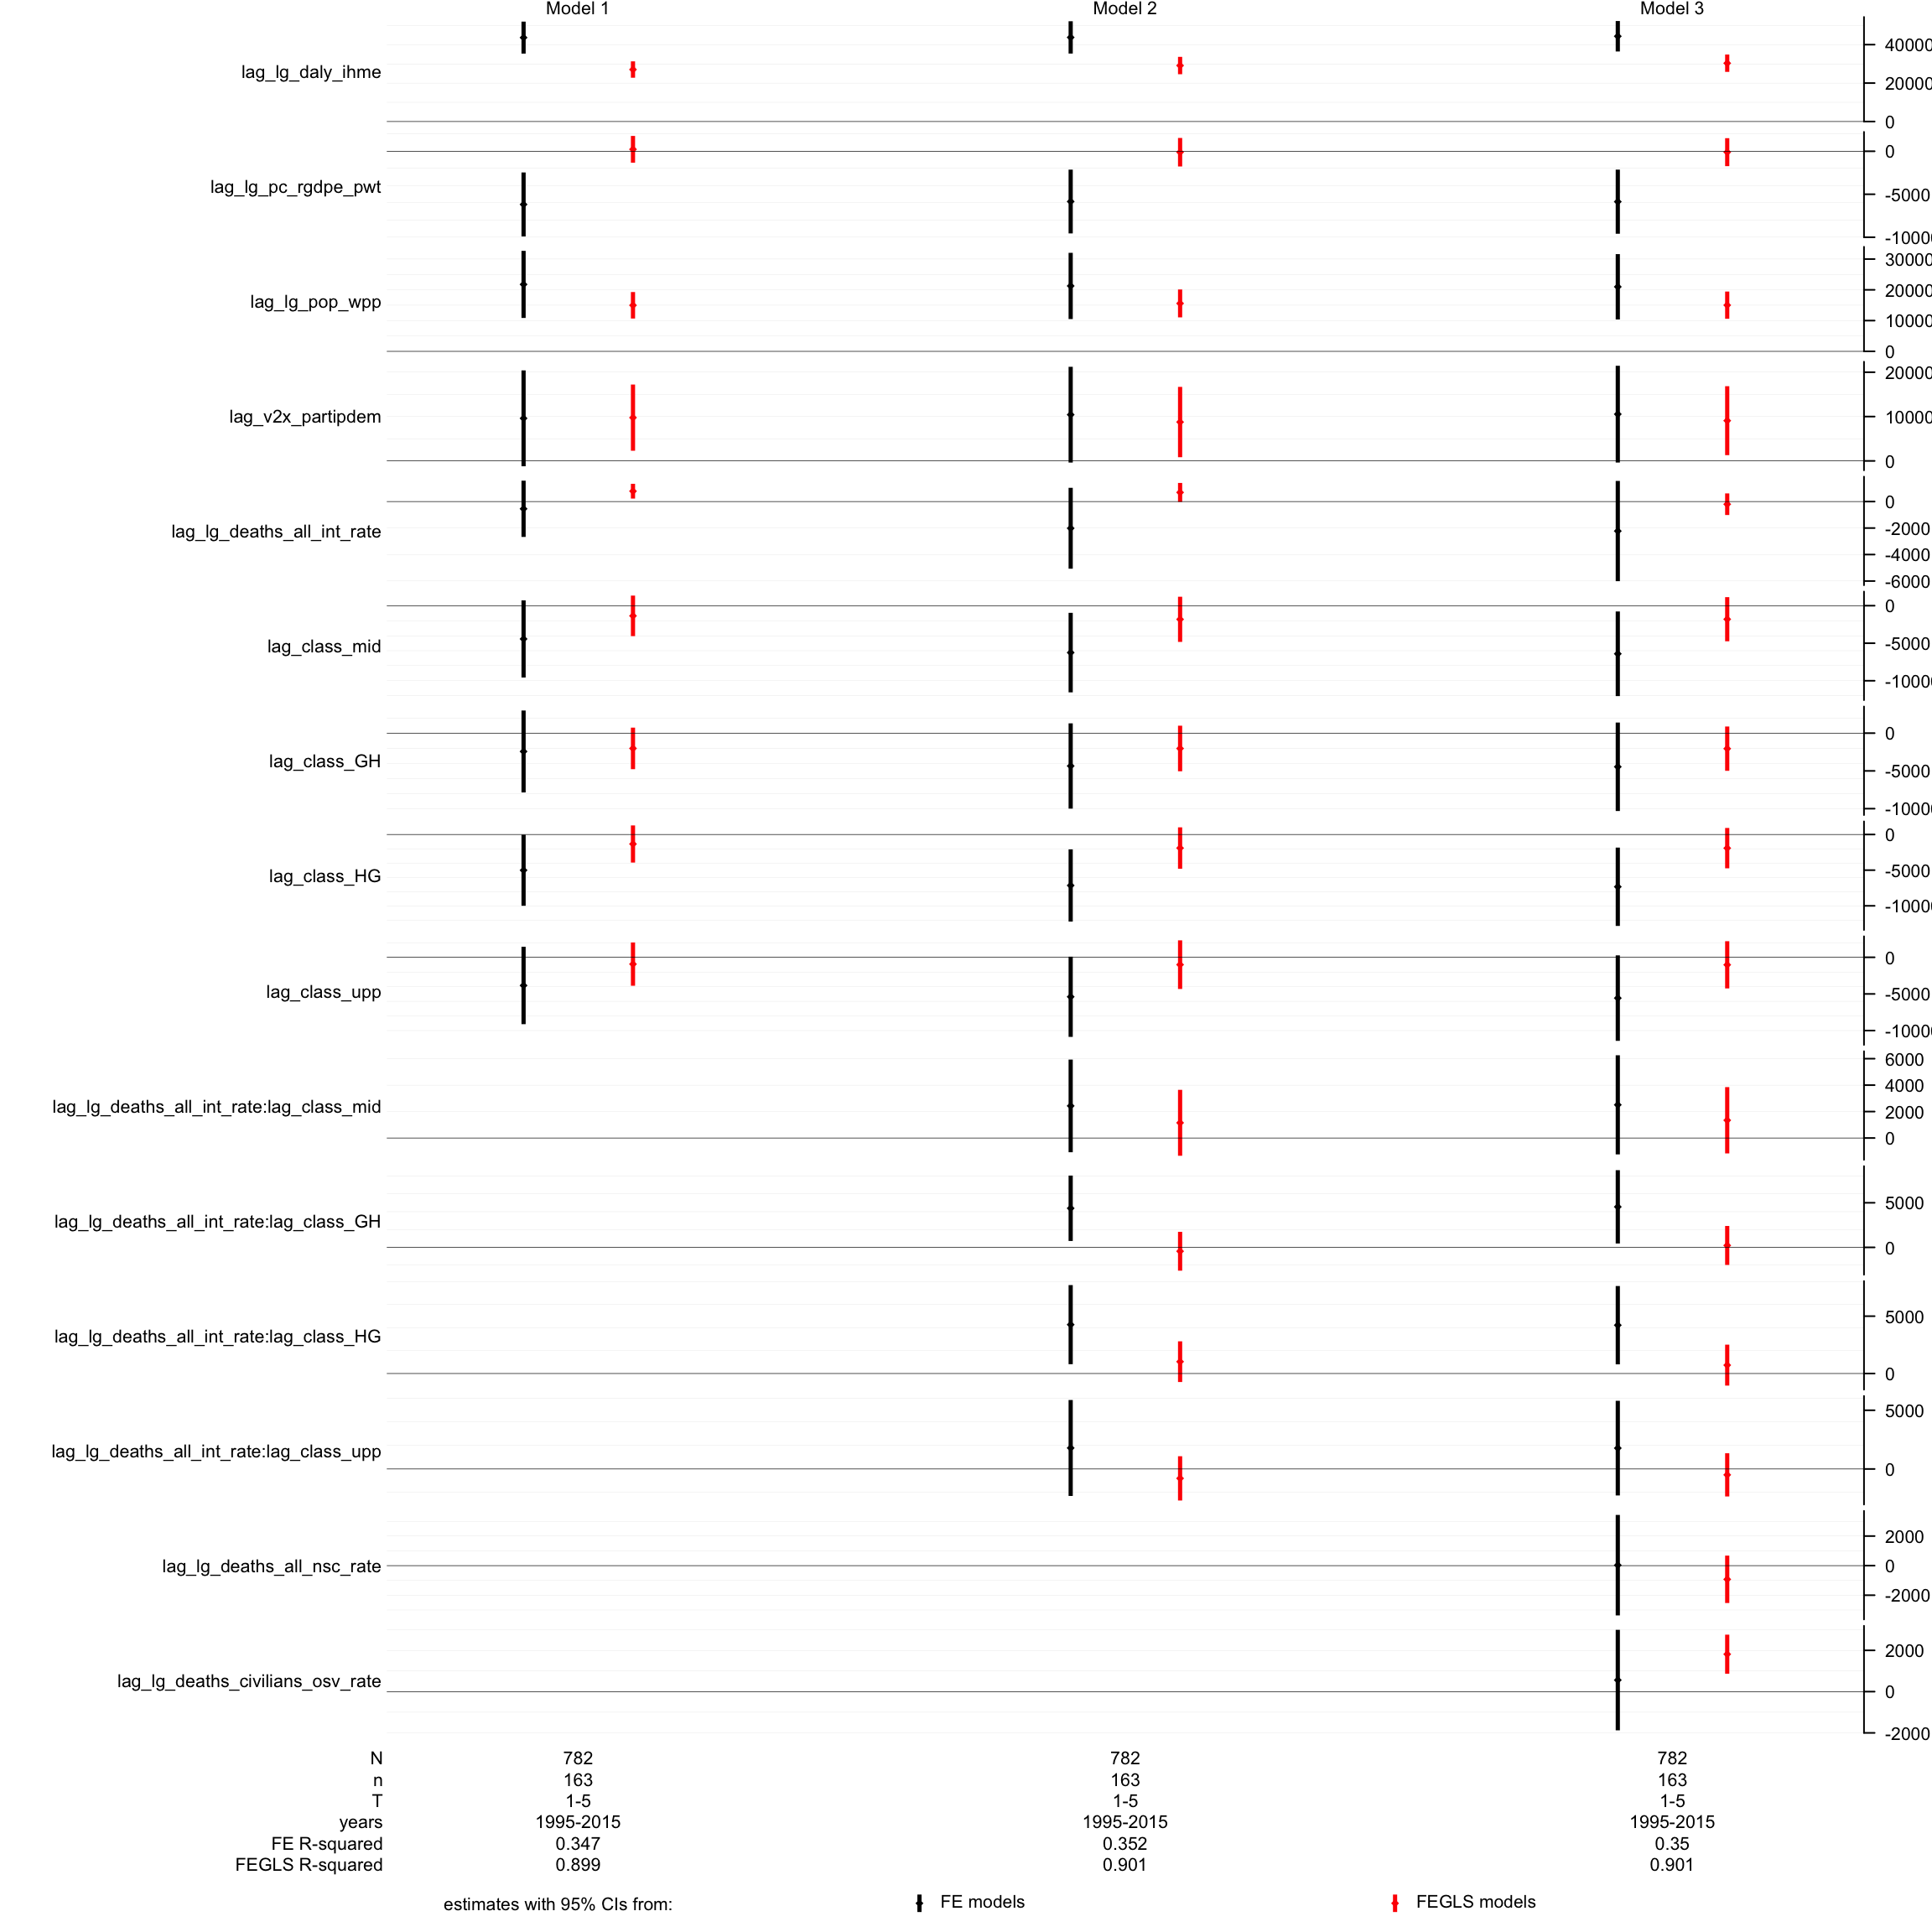 Model 1 Model 2 Model 3
lag_lg_daly_ihme
40000
20000
0
lag_lg_pc_rgdpe_pwt
0
-5000
-1000
lag_lg_pop_wpp
30000
20000
10000
0
lag_v2x_partipdem
20000
10000
0
lag_lg_deaths_all_int_rate
0
-2000
-4000
-6000
lag_class_mid
0
-5000
-1000
lag_class_GH
0
-5000
-1000
lag_class_HG
0
-5000
-1000
lag_class_upp
0
-5000
-1000
lag_lg_deaths_all_int_rate:lag_class_mid
6000
4000
2000
0
lag_lg_deaths_all_int_rate:lag_class_GH
5000
0
lag_lg_deaths_all_int_rate:lag_class_HG
5000
0
lag_lg_deaths_all_int_rate:lag_class_upp
5000
0
lag_lg_deaths_all_nsc_rate
2000
0
-2000
lag_lg_deaths_civilians_osv_rate
2000
0
-2000
N 782 782 782
n 163 163 163
T 1-5 1-5 1-5
years 1995-2015 1995-2015 1995-2015
FE R-squared 0.347 0.352 0.35
FEGLS R-squared 0.899 0.901 0.901
estimates with 95% CIs from: FE models FEGLS models